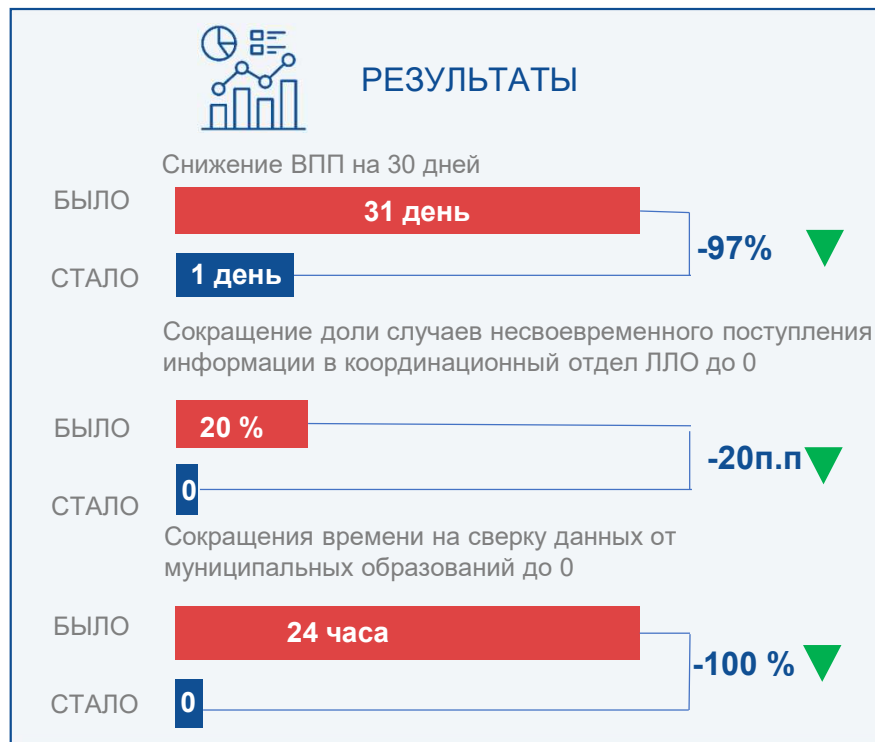 РЕЗУЛЬТАТЫ
Снижение ВПП на 30 дней
БЫЛО
31 день
-97%
СТАЛО
1 день
Сокращение доли случаев несвоевременного поступления
информации в координационный отдел ЛЛО до 0
БЫЛО
20 %
-20п.п
СТАЛО
0
Сокращения времени на сверку данных от
муниципальных образований до 0
БЫЛО
24 часа
-100 %
СТАЛО
0